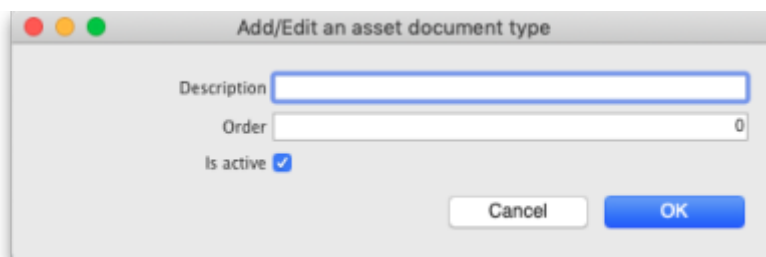 Add/Edit an asset document type
Description
Order 0
Is active
Cancel OK